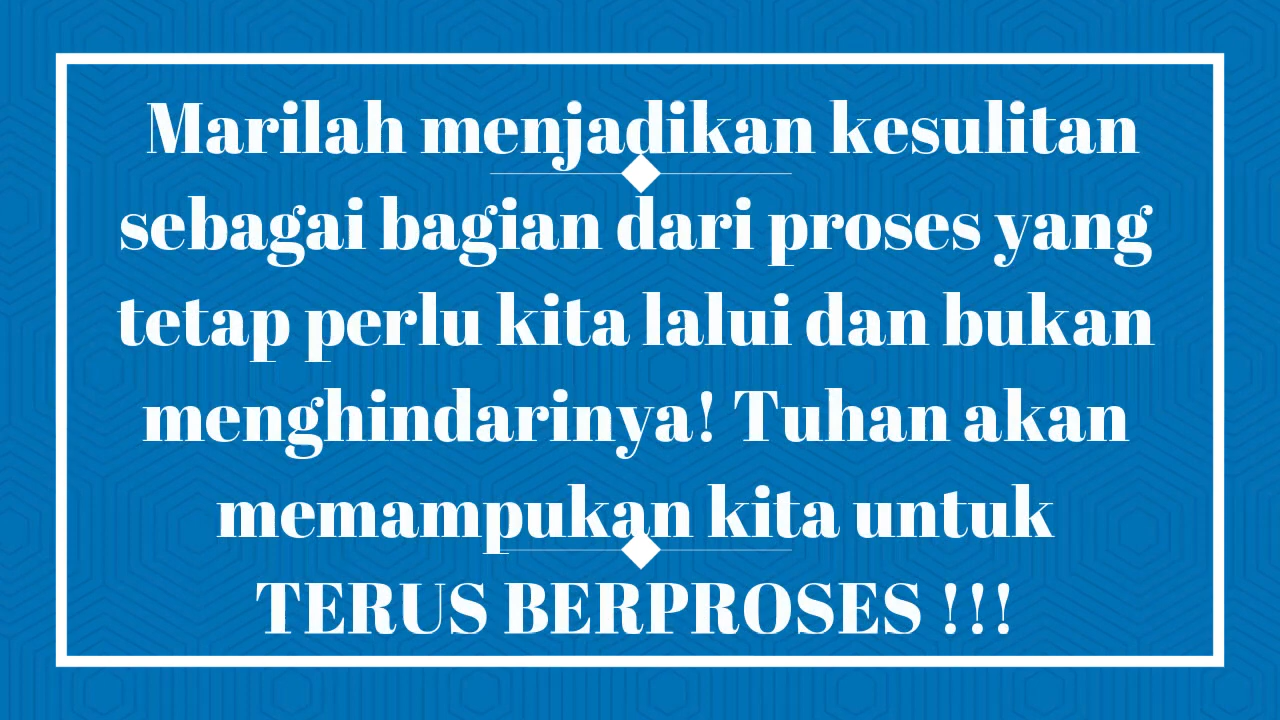 Marilah menjadikan kesulitan
sebagai bagian dari proses yang
tetap perlu kita lalui dan bukan
menghindarinya! Tuhan akan
memampukan kita untuk
TERUS BERPROSES !!!